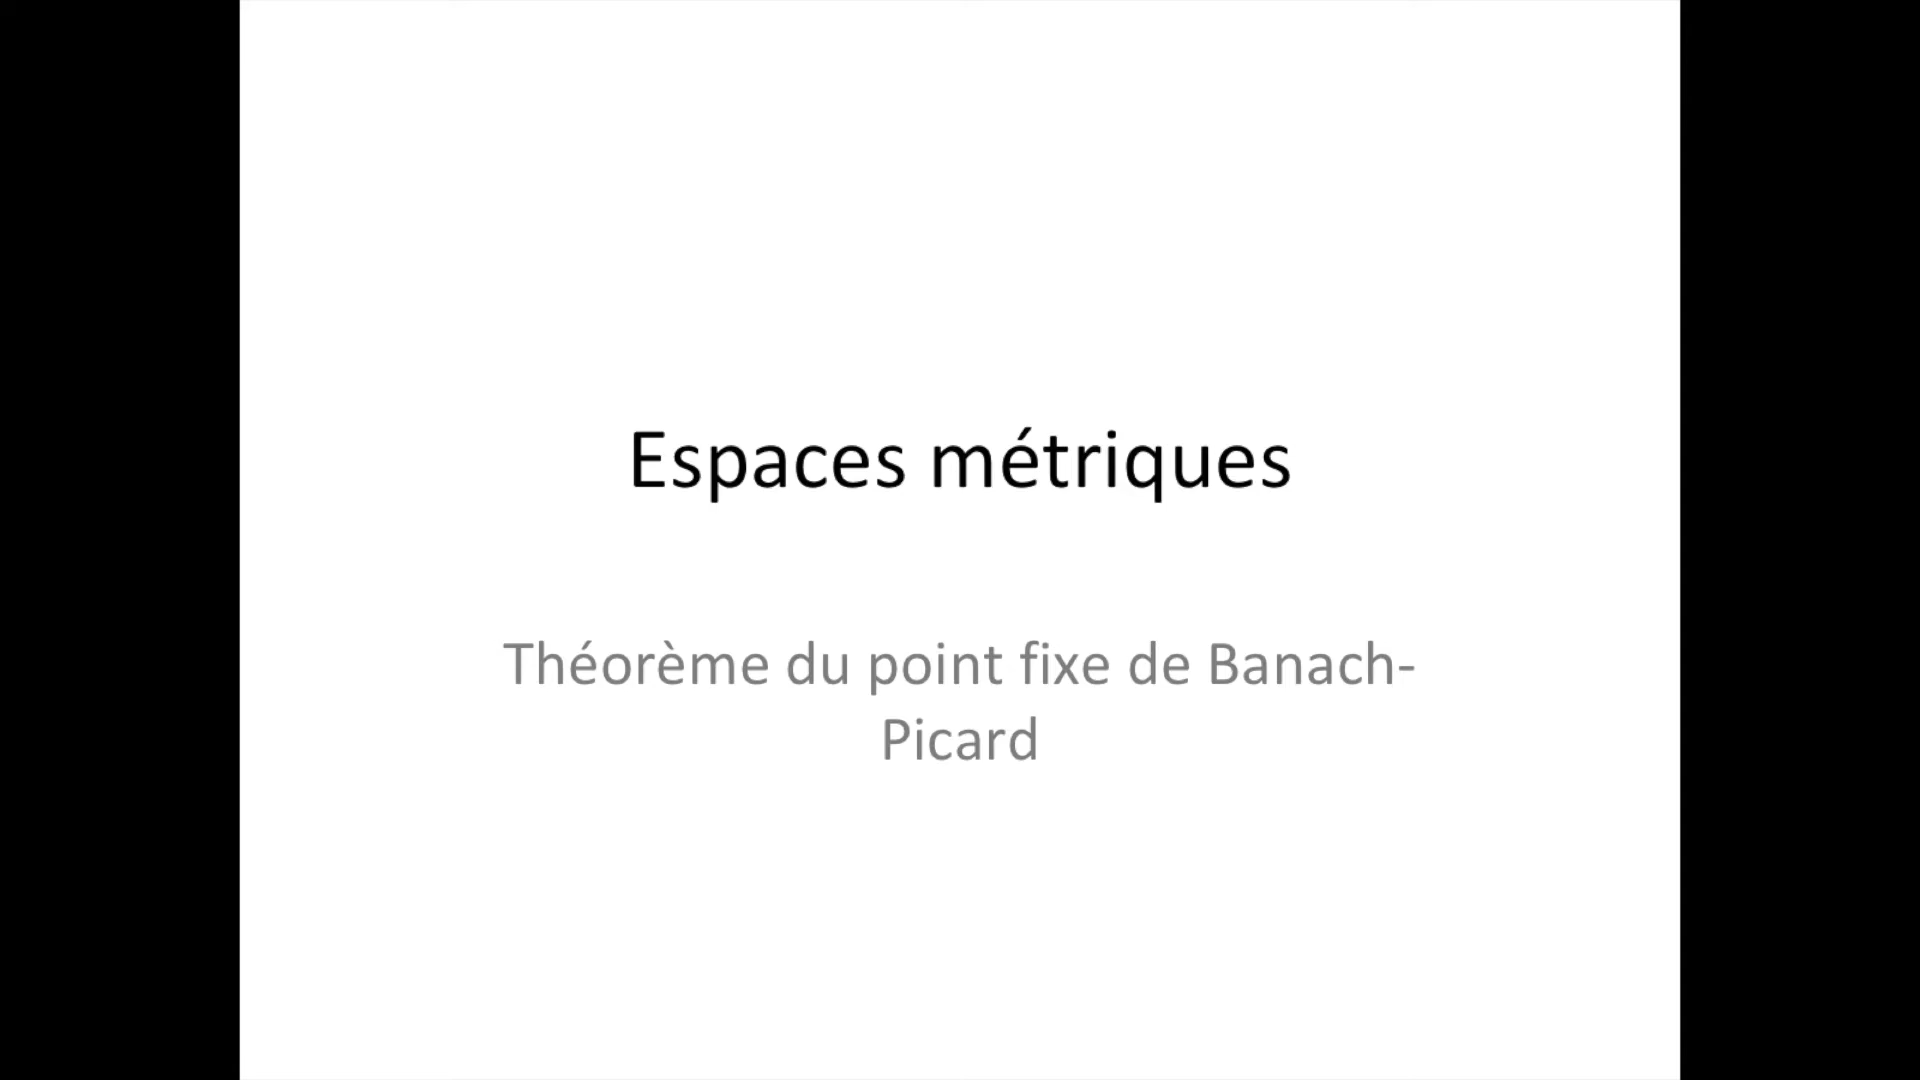 Espaces métriques
Théorème du point fixe de Banach-
Picard